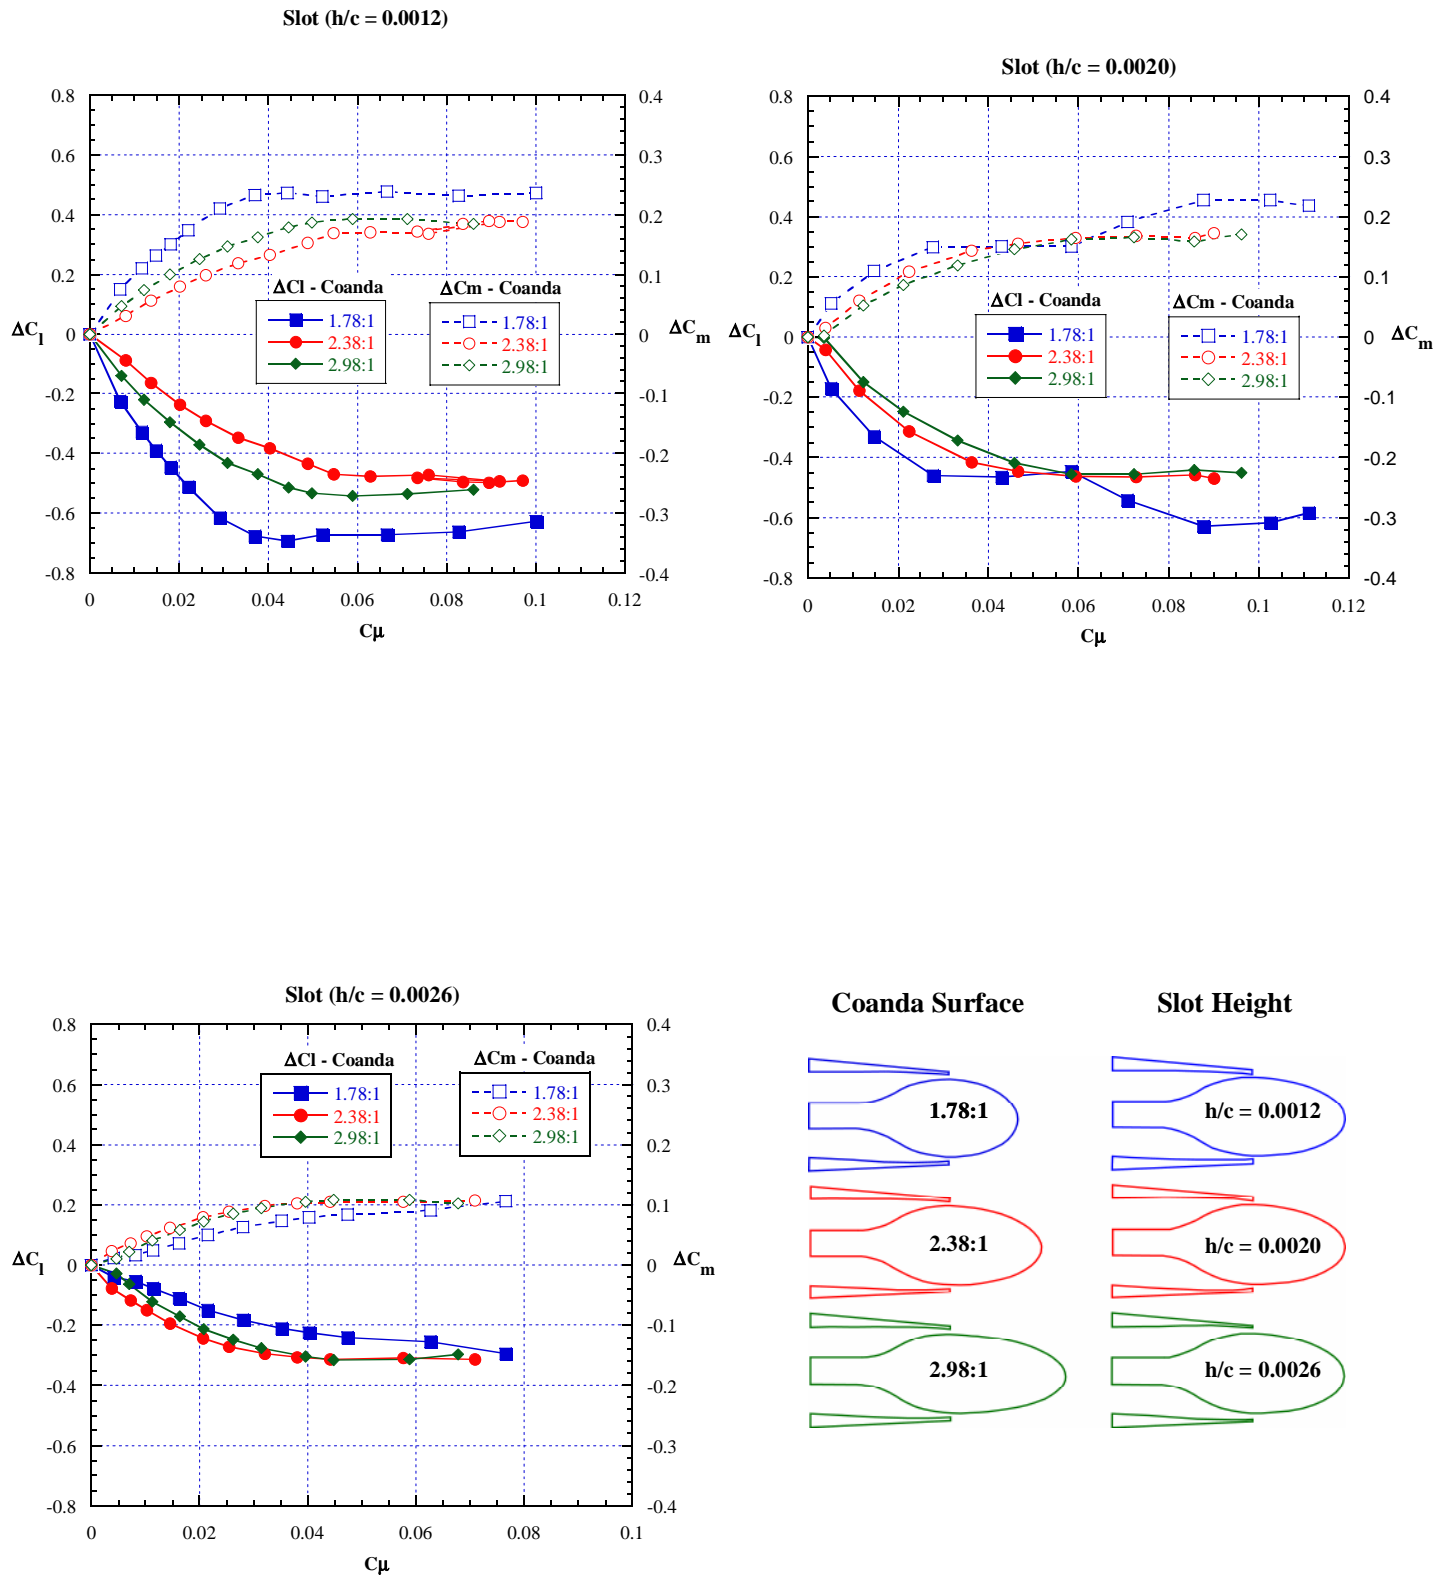 Slot (h/c = 0.0012)
0.8
0.6
0.4
0.2
0
-0.2
-0.4
-0.6
-0.8
ΔCl
0.4
0.3
0.2
0.1
0
-0.1
-0.2
-0.3
-0.4
ΔCm
0 0.02 0.04 0.06 0.08 0.1 0.12
Cμ
ΔCl - Coanda
1.78:1
2.38:1
2.98:1
ΔCm - Coanda
1.78:1
2.38:1
2.98:1
Slot (h/c = 0.0020)
0.8
0.6
0.4
0.2
0
-0.2
-0.4
-0.6
-0.8
ΔCl
0.4
0.3
0.2
0.1
0
-0.1
-0.2
-0.3
-0.4
ΔCm
0 0.02 0.04 0.06 0.08 0.1 0.12
Cμ
ΔCl - Coanda
1.78:1
2.38:1
2.98:1
ΔCm - Coanda
1.78:1
2.38:1
2.98:1
Slot (h/c = 0.0026)
0.8
0.6
0.4
0.2
0
-0.2
-0.4
-0.6
-0.8
ΔCl
0.4
0.3
0.2
0.1
0
-0.1
-0.2
-0.3
-0.4
ΔCm
0 0.02 0.04 0.06 0.08 0.1
Cμ
ΔCl - Coanda
1.78:1
2.38:1
2.98:1
ΔCm - Coanda
1.78:1
2.38:1
2.98:1
Coanda Surface
1.78:1
2.38:1
2.98:1
Slot Height
h/c = 0.0012
h/c = 0.0020
h/c = 0.0026